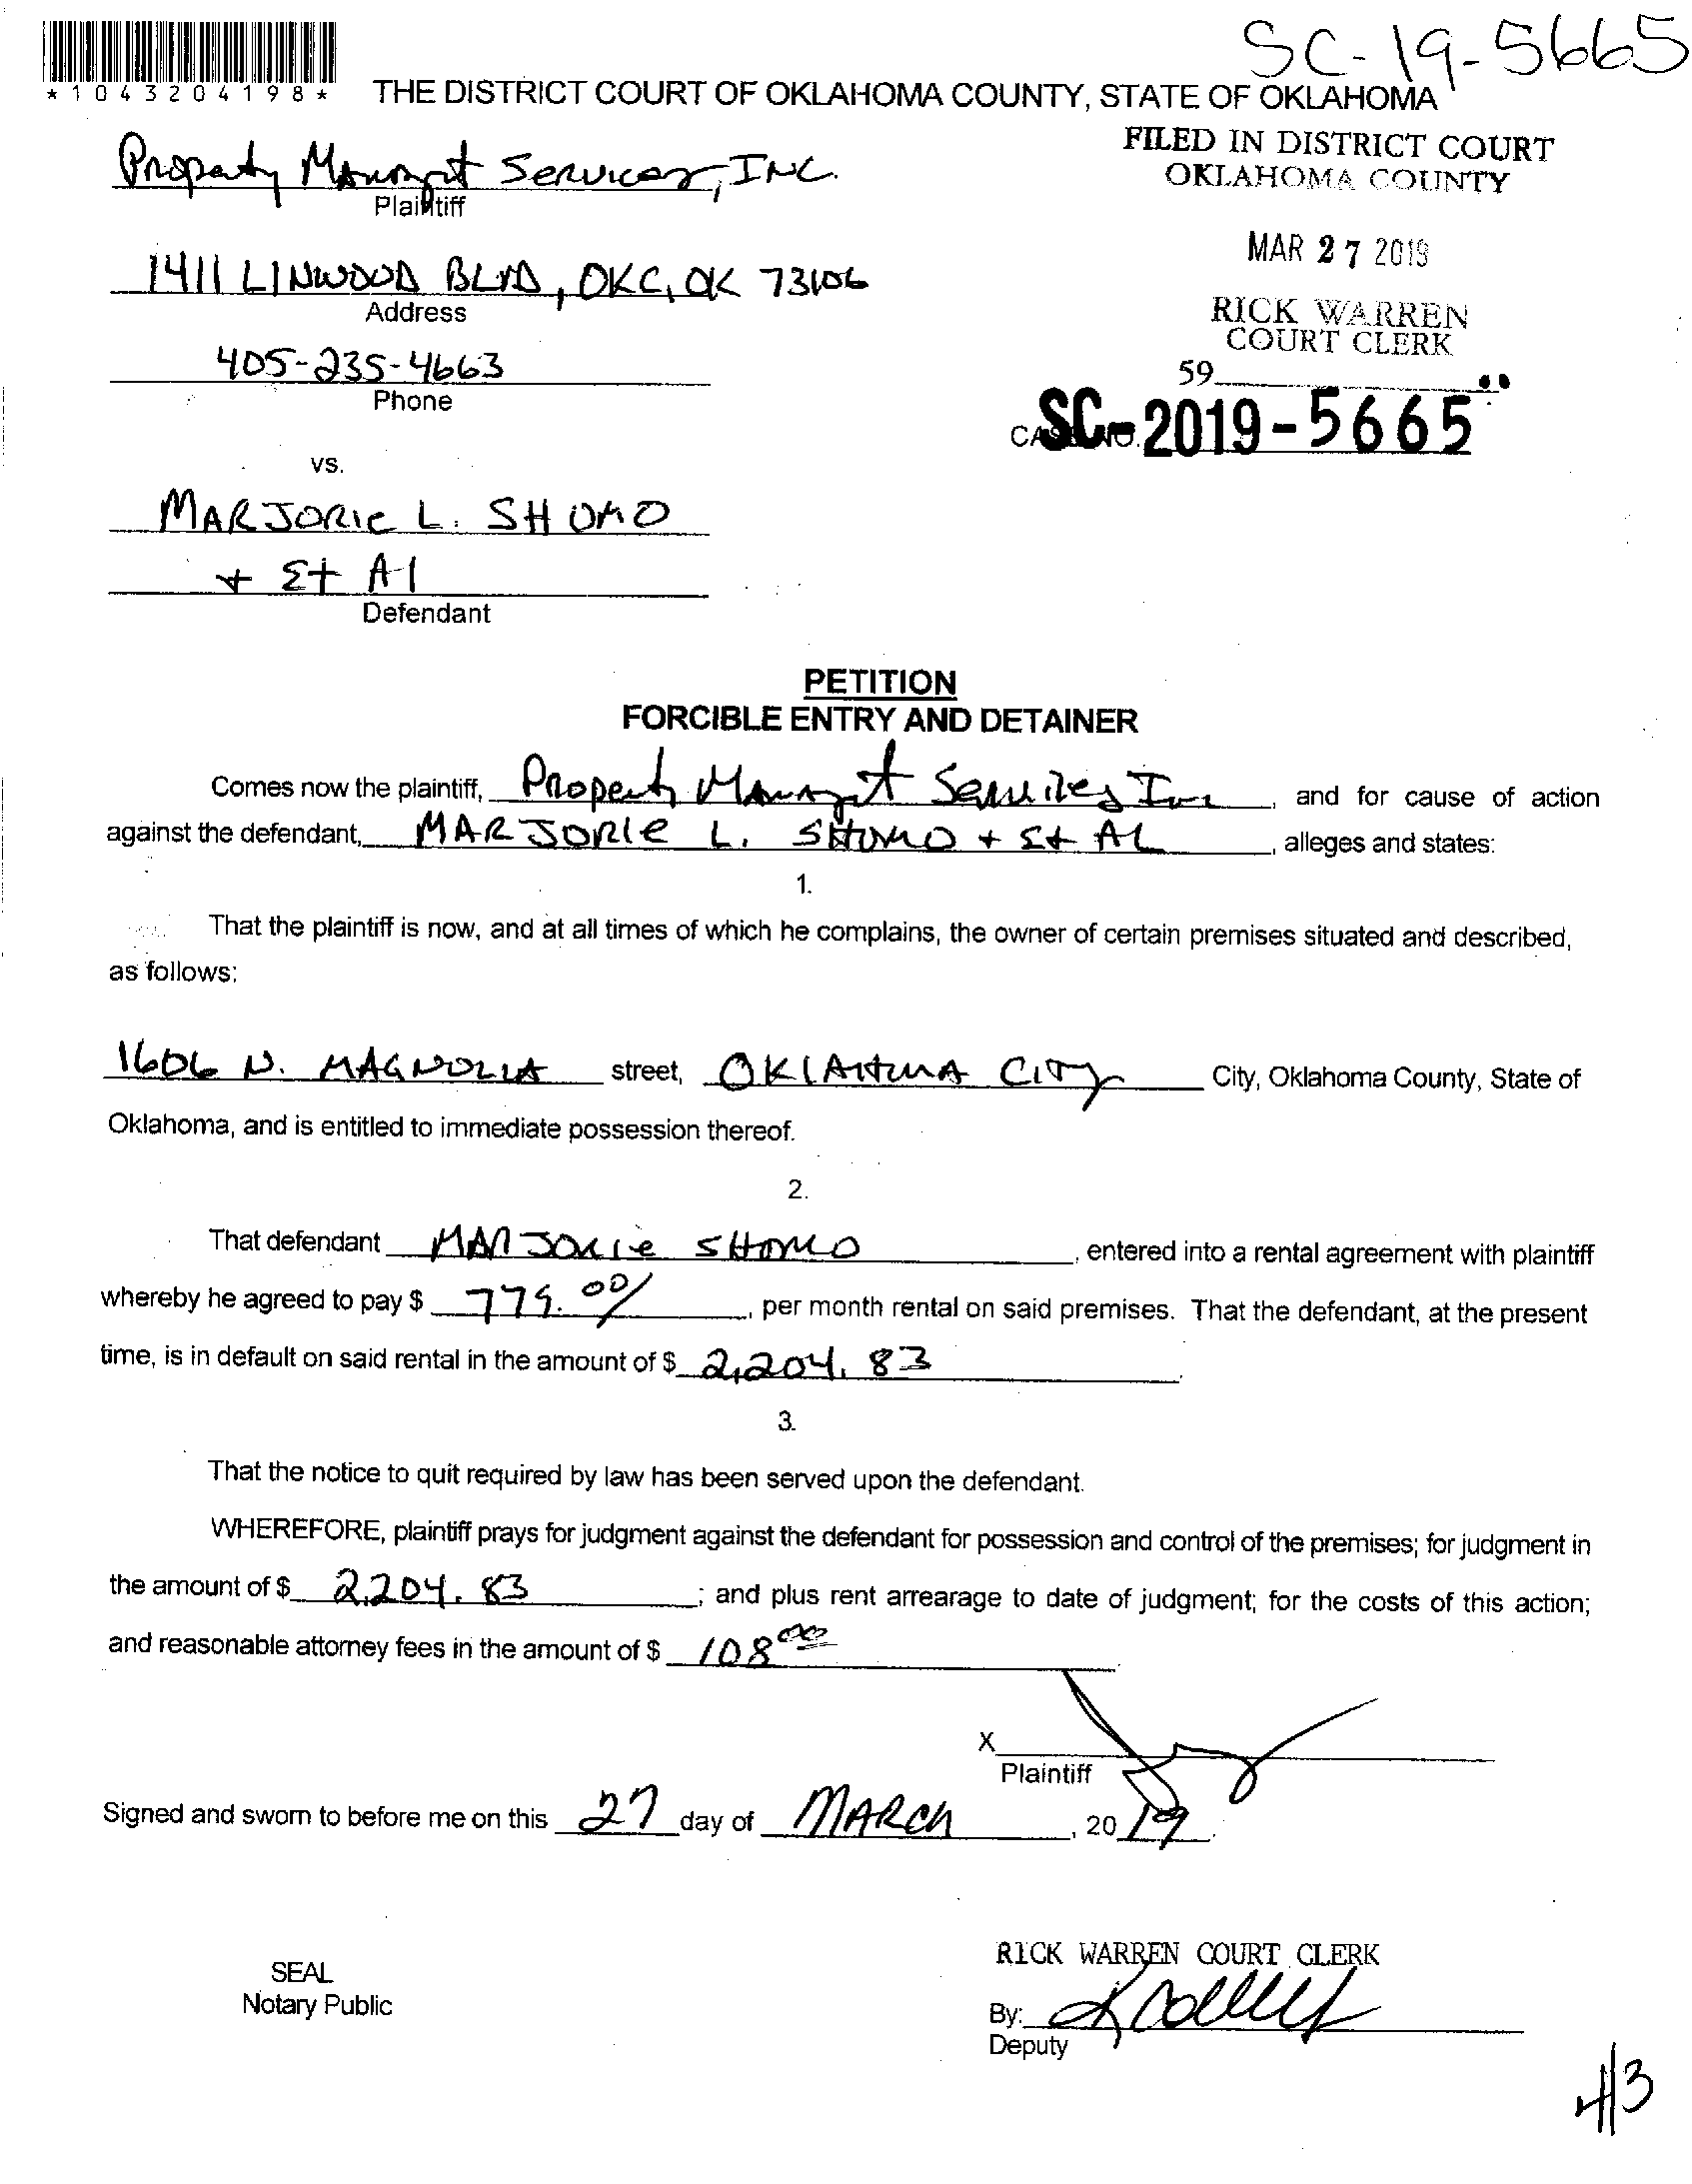 SC-19-5665
*1043204198*
THE DISTRICT COURT OF OKLAHOMA COUNTY, STATE OF OKLAHOMA
FILED IN DISTRICT COURT
OKLAHOMA COUNTY
Property Managmt Services, INC.
Plaintiff
MAR 27 2019
1411 LINWOOD BLVD, OKC, OK 73106
Address
RICK WARREN
COURT CLERK
405-235-4663
Phone
59
CASE NO. SC-2019-5665
vs.
MARJORIE L. SHOMO
+ Et Al
Defendant
PETITION
FORCIBLE ENTRY AND DETAINER
Comes now the plaintiff, Property Managmt Services Inc, and for cause of action
against the defendant, MARJORIE L. SHOMO + Et AL, alleges and states:
1.
That the plaintiff is now, and at all times of which he complains, the owner of certain premises situated and described,
as follows:
1606 N. MAGNOLIA street, OKLAHOMA CITY City, Oklahoma County, State of
Oklahoma, and is entitled to immediate possession thereof.
2.
That defendant MARJORIE SHOMO, entered into a rental agreement with plaintiff
whereby he agreed to pay $ 779.00/, per month rental on said premises. That the defendant, at the present
time, is in default on said rental in the amount of $ 2,204.83.
3.
That the notice to quit required by law has been served upon the defendant.
WHEREFORE, plaintiff prays for judgment against the defendant for possession and control of the premises; for judgment in
the amount of $ 2,204.83; and plus rent arrearage to date of judgment; for the costs of this action;
and reasonable attorney fees in the amount of $ 108 00.
X
Plaintiff
Signed and sworn to before me on this 27 day of MARCH, 2019.
RICK WARREN COURT CLERK
SEAL
Notary Public
By:
Deputy
#3